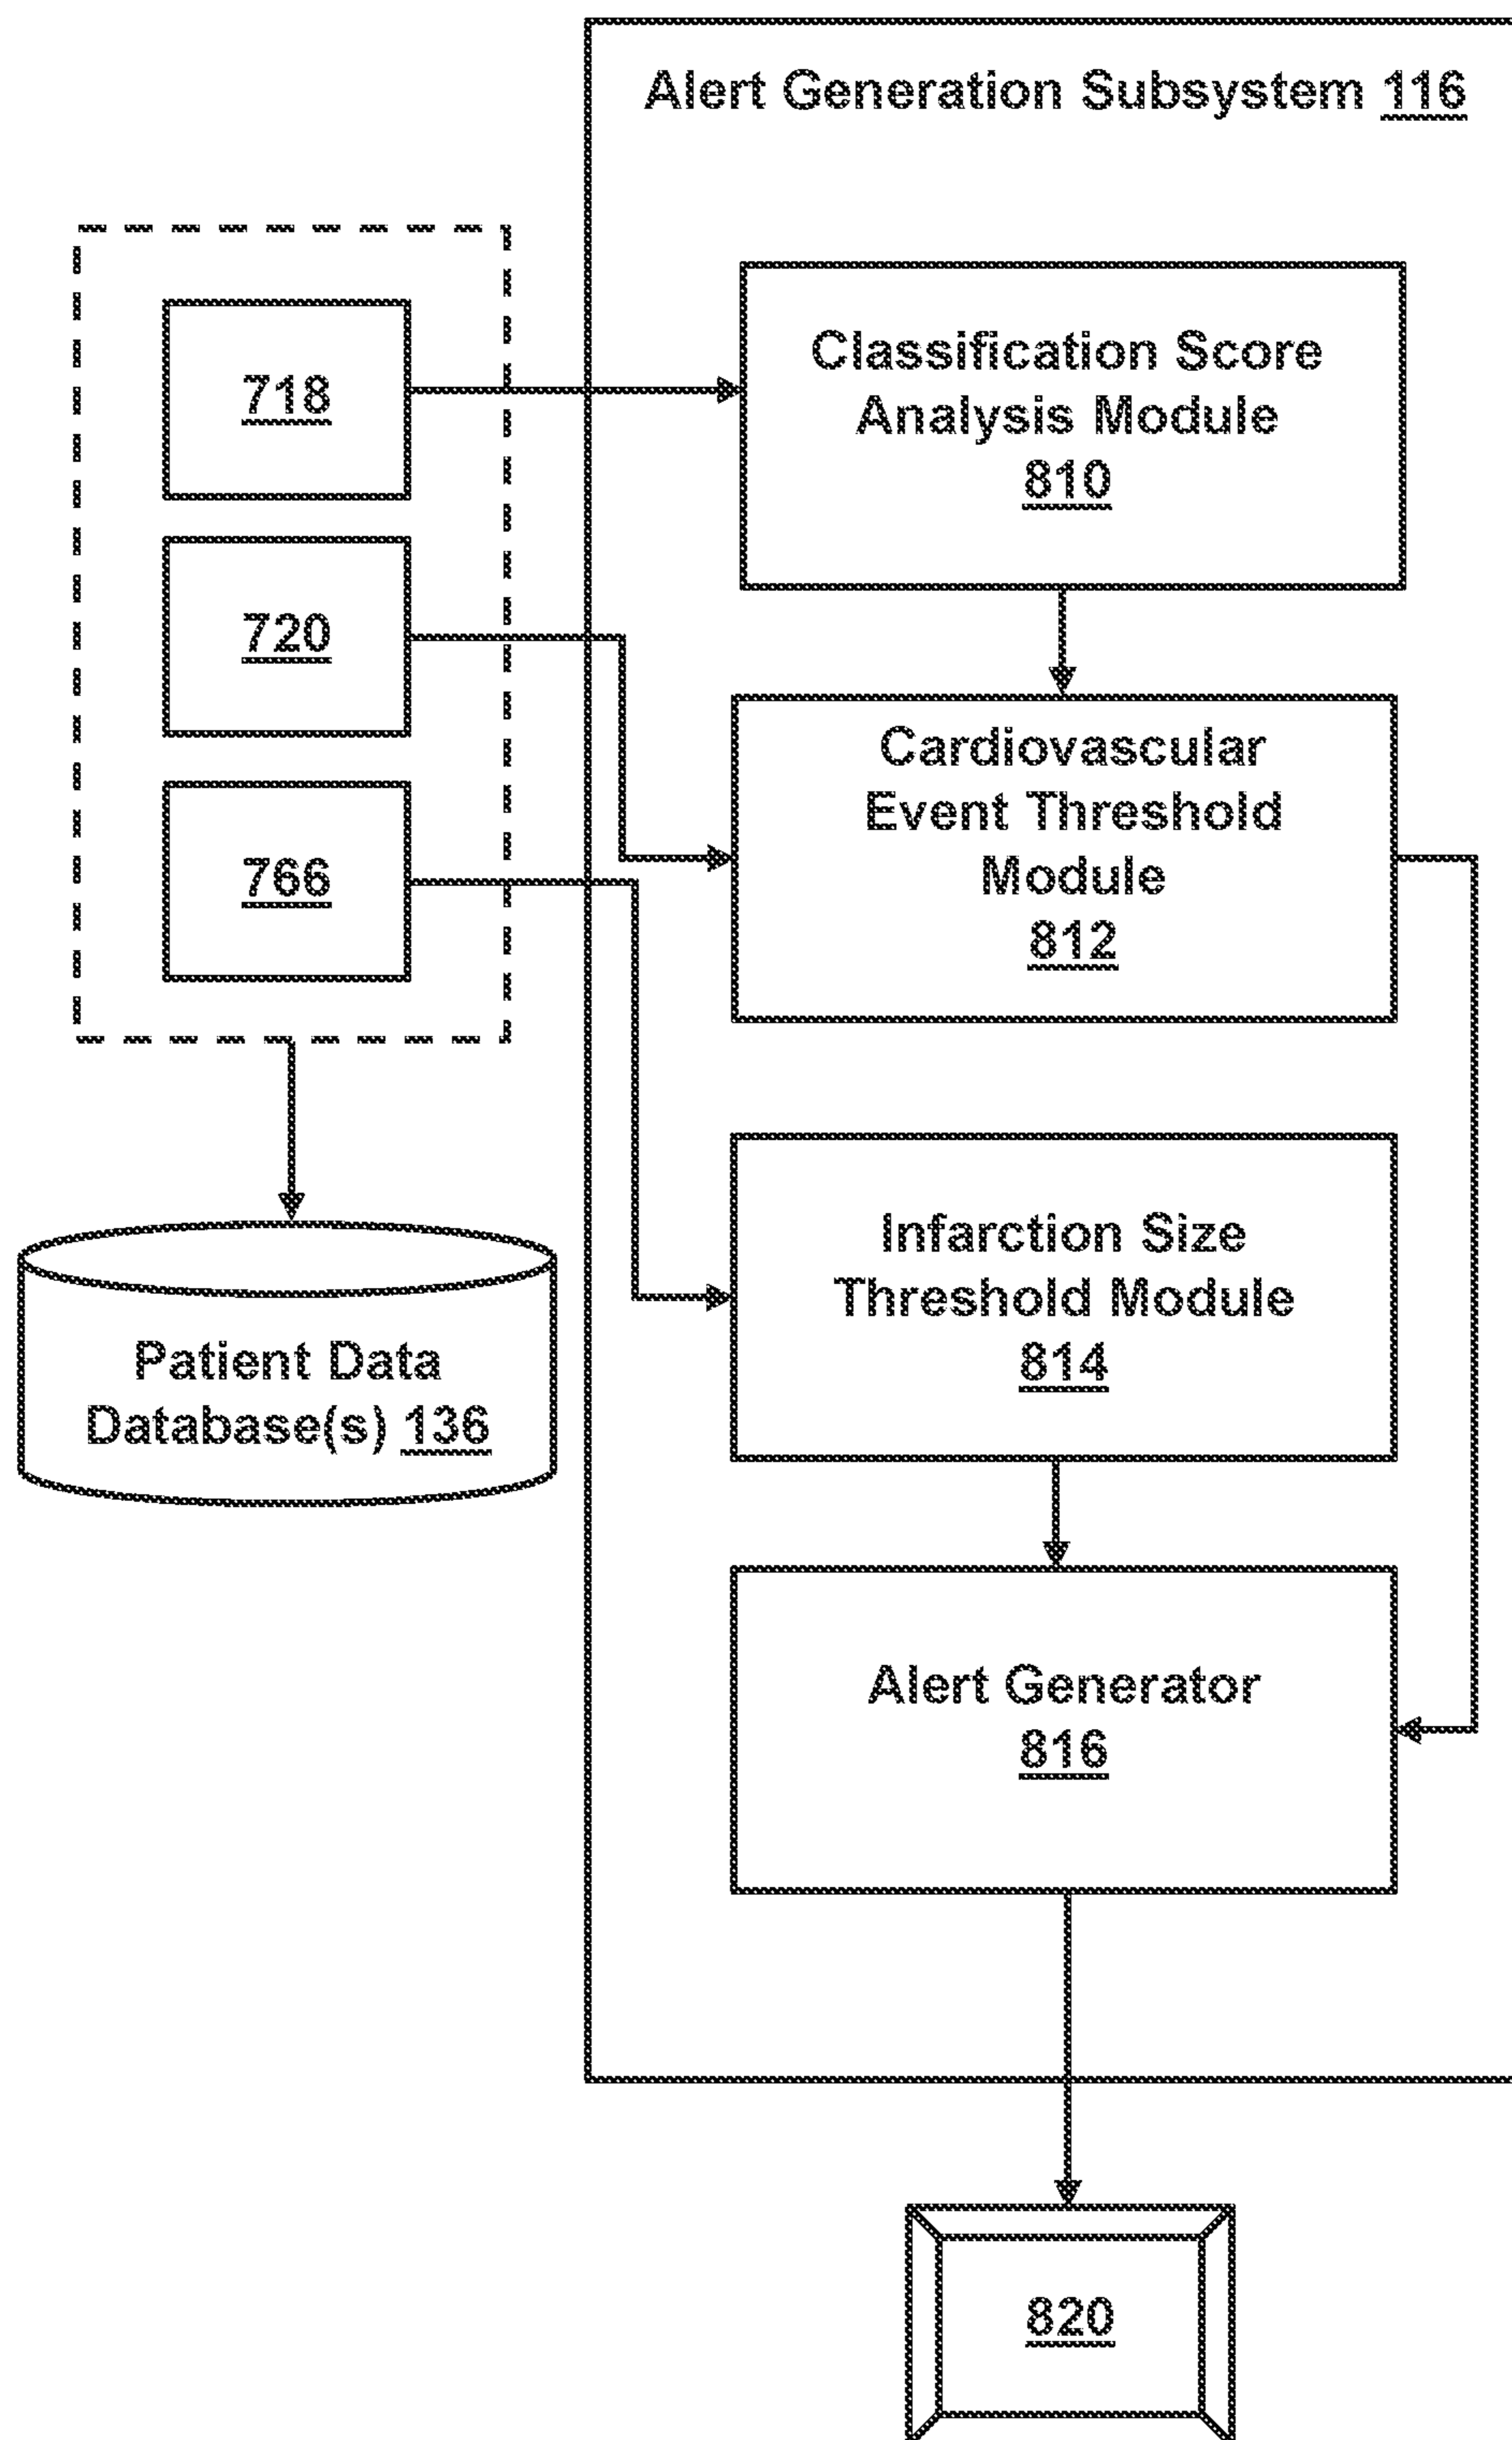 Alert Generation Subsystem 116
718
720
766
Patient Data
Database(s) 136
Classification Score
Analysis Module
810
Cardiovascular
Event Threshold
Module
812
Infarction Size
Threshold Module
814
Alert Generator
816
820